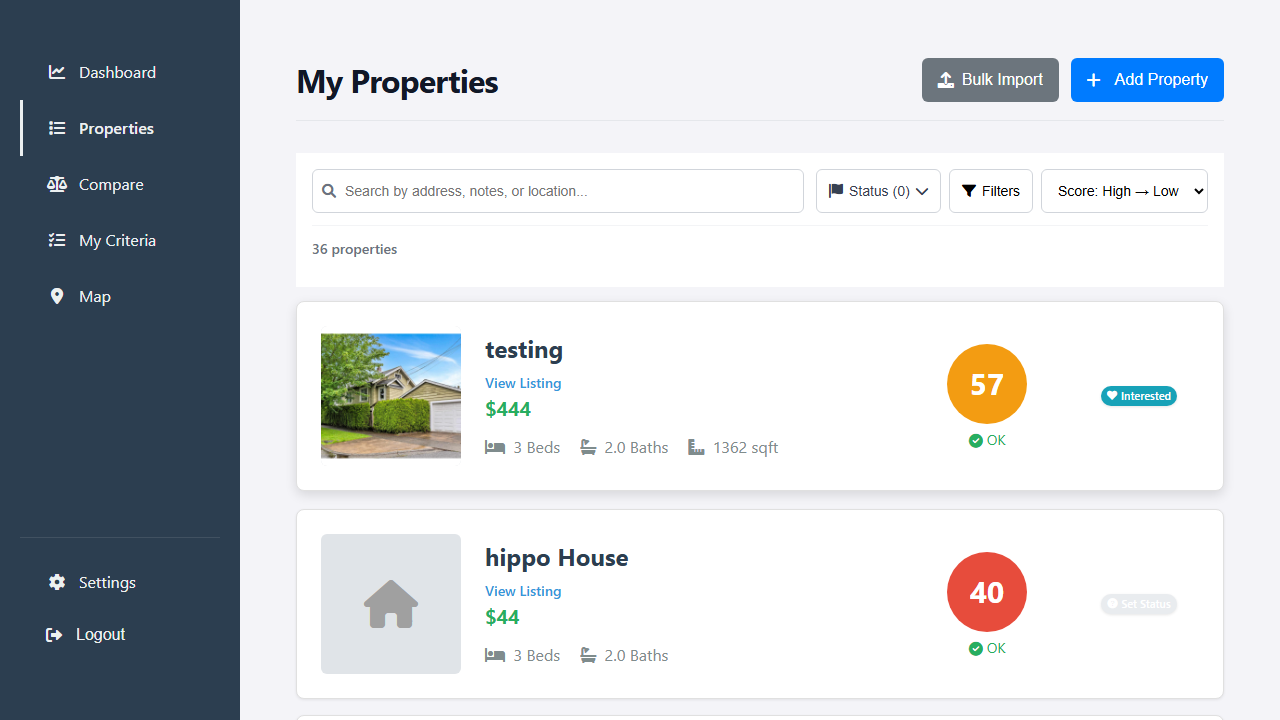 Dashboard
Properties
Compare
My Criteria
Map
Settings
Logout
My Properties
Bulk Import
Add Property
Search by address, notes, or location...
Status (0)
Filters
Score: High → Low
36 properties
testing
View Listing
$444
3 Beds 2.0 Baths 1362 sqft
57
OK
Interested
hippo House
View Listing
$44
3 Beds 2.0 Baths
40
OK
Set Status